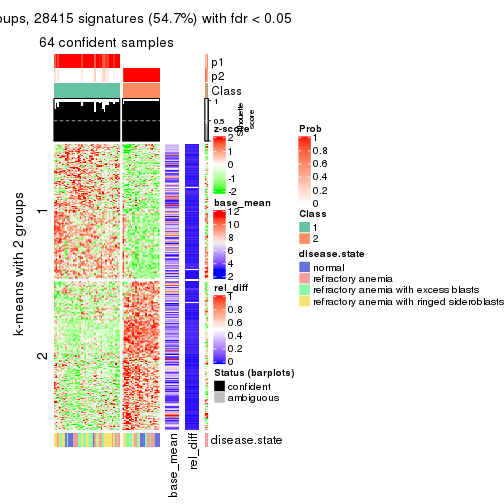 oups, 28415 signatures (54.7%) with fdr < 0.05
64 confident samples
p1
p2
Class
1
0.5
Silhouette
score
z-score
2
1
0
-1
-2
base_mean
12
10
8
6
4
2
rel_diff
1
0.8
0.6
0.4
0.2
0
Status (barplots)
confident
ambiguous
Prob
1
0.8
0.6
0.4
0.2
0
Class
1
2
disease.state
normal
refractory anemia
refractory anemia with excess blasts
refractory anemia with ringed sideroblasts
k-means with 2 groups
1
2
disease.state
base_mean
rel_diff